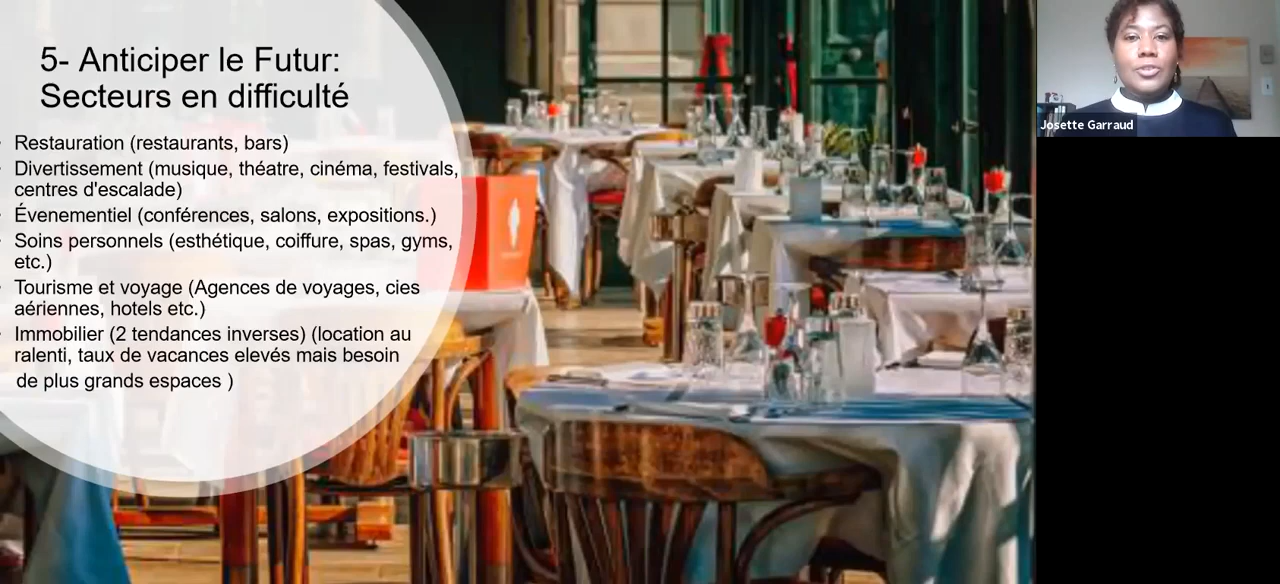 5- Anticiper le Futur:
Secteurs en difficulté
Restauration (restaurants, bars)
Divertissement (musique, théatre, cinéma, festivals,
centres d'escalade)
Évenementiel (conférences, salons, expositions.)
Soins personnels (esthétique, coiffure, spas, gyms,
etc.)
Tourisme et voyage (Agences de voyages, cies
aériennes, hotels etc.)
Immobilier (2 tendances inverses) (location au
ralenti, taux de vacances elevés mais besoin
de plus grands espaces )
Josette Garraud